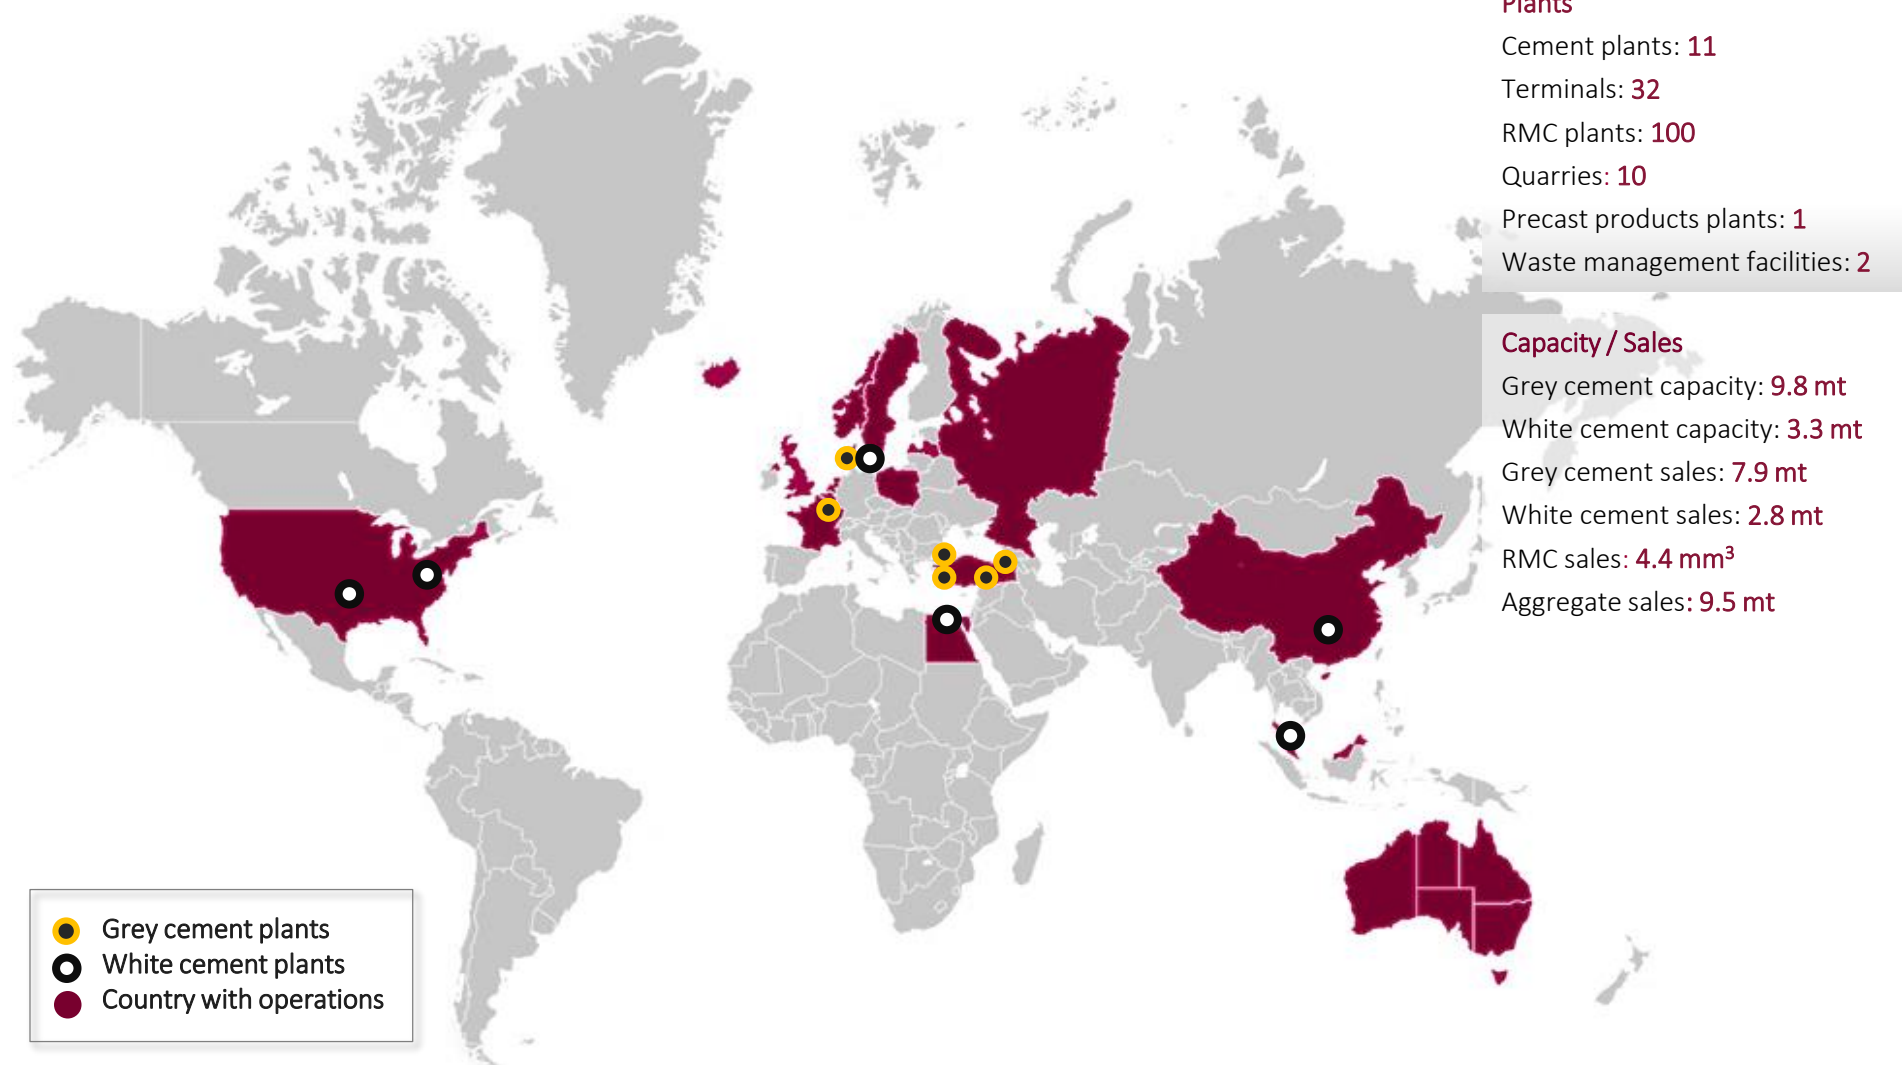 Plants
Cement plants: 11
Terminals: 32
RMC plants: 100
Quarries: 10
Precast products plants: 1
Waste management facilities: 2
Capacity / Sales
Grey cement capacity: 9.8 mt
White cement capacity: 3.3 mt
Grey cement sales: 7.9 mt
White cement sales: 2.8 mt
RMC sales: 4.4 mm³
Aggregate sales: 9.5 mt
Grey cement plants
White cement plants
Country with operations